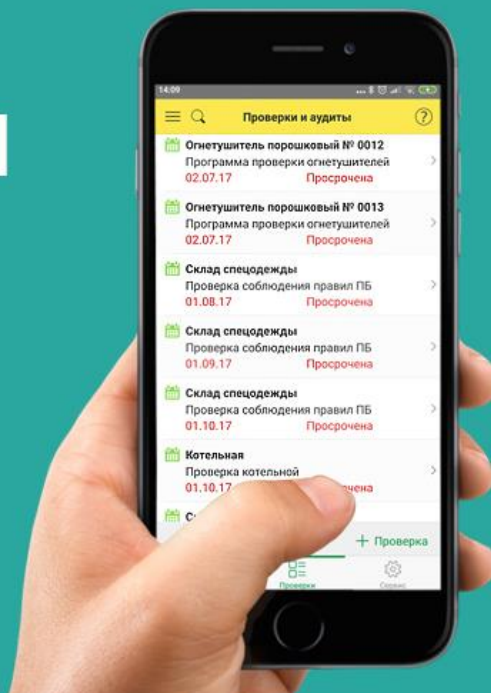 14:09
Проверки и аудиты
Огнетушитель порошковый № 0012
Программа проверки огнетушителей
02.07.17 Просрочена
Огнетушитель порошковый № 0013
Программа проверки огнетушителей
02.07.17 Просрочена
Склад спецодежды
Проверка соблюдения правил ПБ
01.08.17 Просрочена
Склад спецодежды
Проверка соблюдения правил ПБ
01.09.17 Просрочена
Склад спецодежды
Проверка соблюдения правил ПБ
01.10.17 Просрочена
Котельная
Проверка котельной
01.10.17
+ Проверка
Проверки Сервис